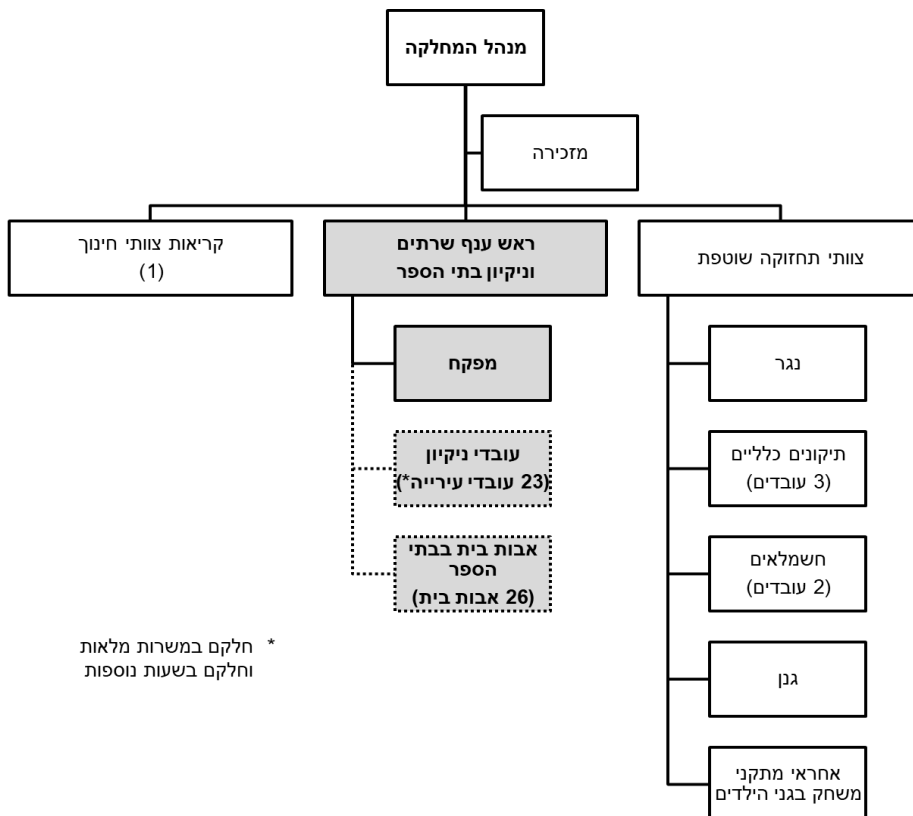 מנהל המחלקה
מזכירה
צוותי תחזוקה שוטפת
ראש ענף שרתים
וניקיון בתי הספר
קריאות צוותי חינוך
(1)
נגר
תיקונים כלליים
(3 עובדים)
חשמלאים
(2 עובדים)
גנן
אחראי מתקני
משחק בגני הילדים
מפקח
עובדי ניקיון
(23 עובדי עירייה*)
אבות בית בבתי
הספר
(26 אבות בית)
* חלקם במשרות מלאות
וחלקם בשעות נוספות